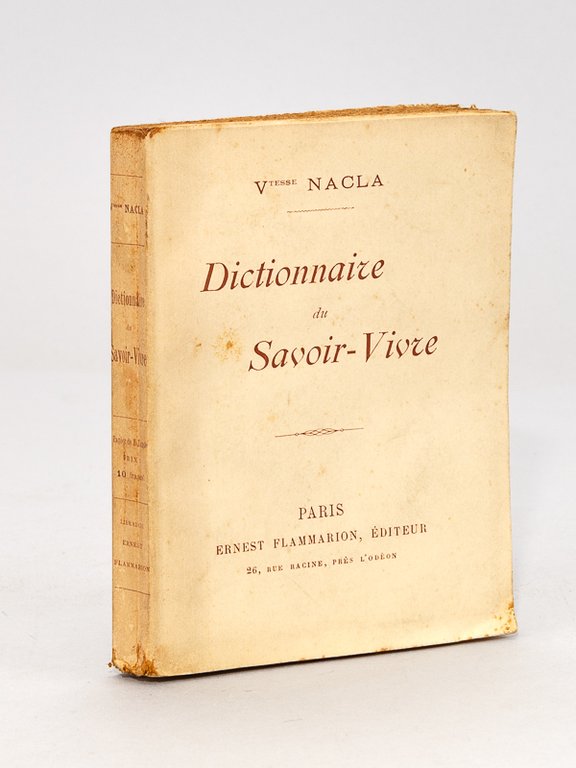 Vtesse NACLA
Dictionnaire
du
Savoir-Vivre
PARIS
ERNEST FLAMMARION, ÉDITEUR
26, RUE RACINE, PRÈS L'ODÉON
Vtesse NACLA
Dictionnaire
du
Savoir-Vivre
PRIX
10
LIBRAIRIE
ERNEST
FLAMMARION